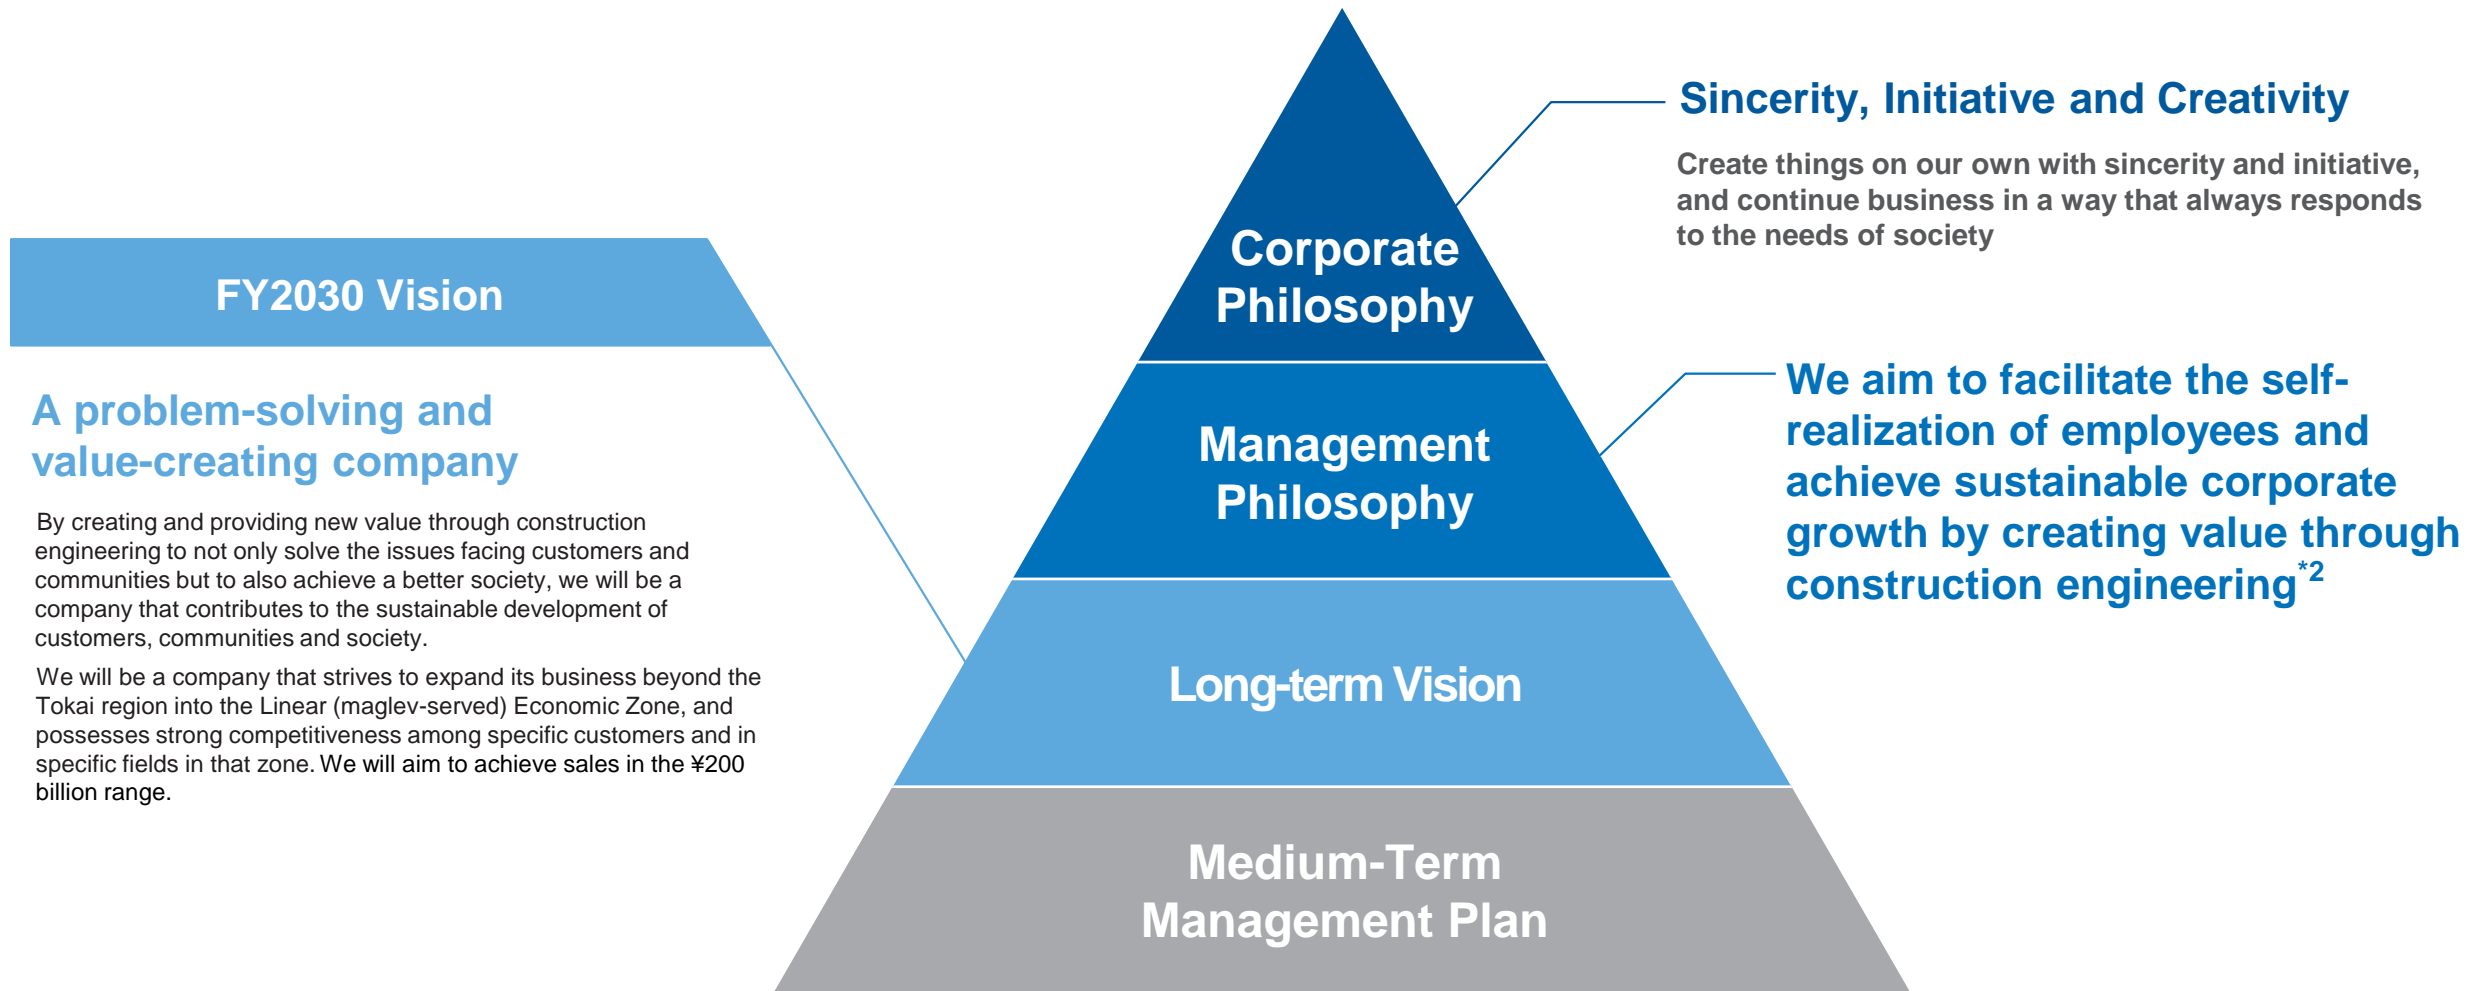 FY2030 Vision
A problem-solving and
value-creating company
By creating and providing new value through construction
engineering to not only solve the issues facing customers and
communities but to also achieve a better society, we will be a
company that contributes to the sustainable development of
customers, communities and society.
We will be a company that strives to expand its business beyond the
Tokai region into the Linear (maglev-served) Economic Zone, and
possesses strong competitiveness among specific customers and in
specific fields in that zone. We will aim to achieve sales in the ¥200
billion range.
Corporate
Philosophy
Management
Philosophy
Long-term Vision
Medium-Term
Management Plan
Sincerity, Initiative and Creativity
Create things on our own with sincerity and initiative,
and continue business in a way that always responds
to the needs of society
We aim to facilitate the self-
realization of employees and
achieve sustainable corporate
growth by creating value through
construction engineering*2